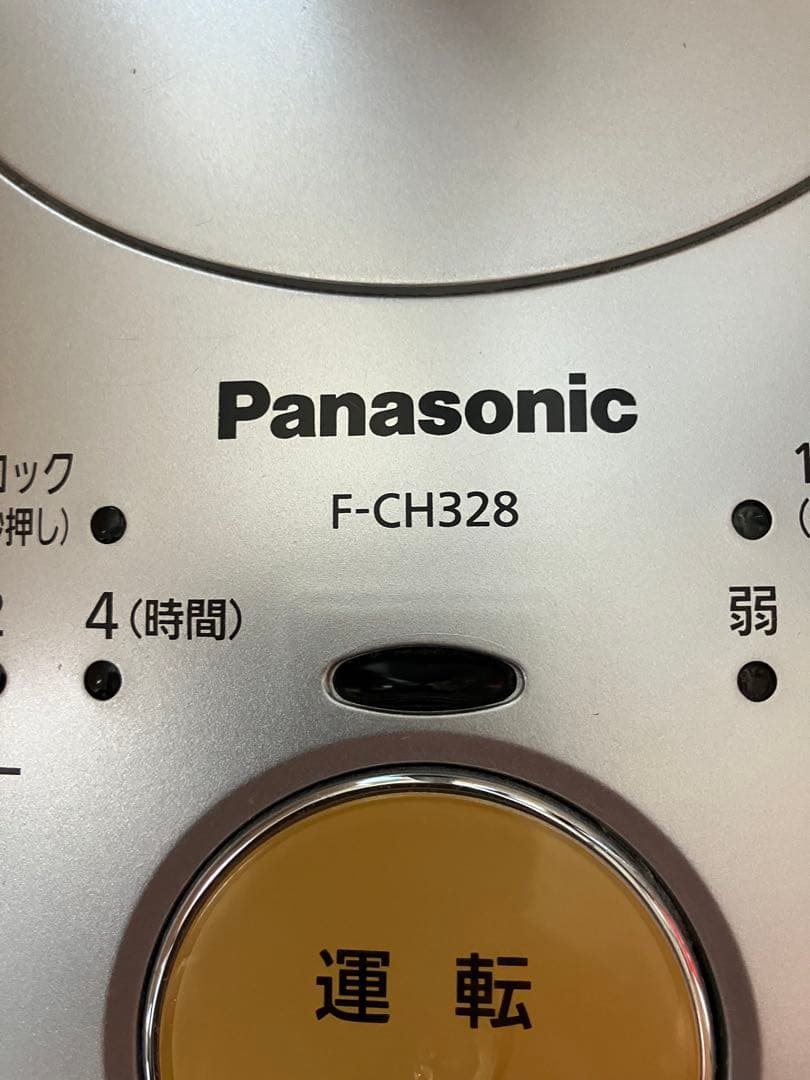 Panasonic
F-CH328
ロック
押し)
4(時間)
弱
運転